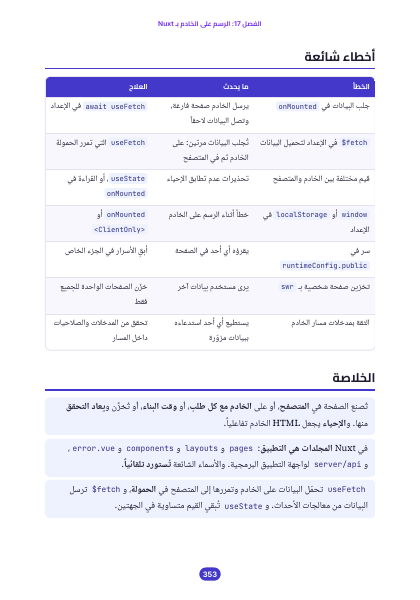 الفصل 17: الرسم على الخادم بـ Nuxt
أخطاء شائعة
الخطأ ما يحدث العلاج
جلب البيانات في onMounted يرسل الخادم صفحة فارغة، await useFetch في الإعداد
وتصل البيانات لاحقاً
$fetch في الإعداد لتحميل البيانات تُجلب البيانات مرتين: على useFetch التي تمرر الحمولة
الخادم ثم في المتصفح
قيم مختلفة بين الخادم والمتصفح تحذيرات عدم تطابق الإحياء useState، أو القراءة في
onMounted
window أو localStorage في خطأ أثناء الرسم على الخادم onMounted أو
الإعداد <ClientOnly>
سر في يقرؤه أي أحد في الصفحة أبقِ الأسرار في الجزء الخاص
runtimeConfig.public
تخزين صفحة شخصية بـ swr يرى مستخدم بيانات آخر خزّن الصفحات الواحدة للجميع
فقط
الثقة بمدخلات مسار الخادم يستطيع أي أحد استدعاءه تحقق من المدخلات والصلاحيات
ببيانات مزوّرة داخل المسار
الخلاصة
تُصنع الصفحة في المتصفح، أو على الخادم مع كل طلب، أو وقت البناء، أو تُخزَّن ويعاد التحقق
منها. والإحياء يجعل HTML الخادم تفاعلياً.
في Nuxt المجلدات هي التطبيق: pages و layouts و components و error.vue،
و server/api لواجهة التطبيق البرمجية. والأسماء الشائعة تُستورد تلقائياً.
useFetch تحمّل البيانات على الخادم وتمررها إلى المتصفح في الحمولة، و $fetch ترسل
البيانات من معالجات الأحداث. و useState تُبقي القيم متساوية في الجهتين.
353